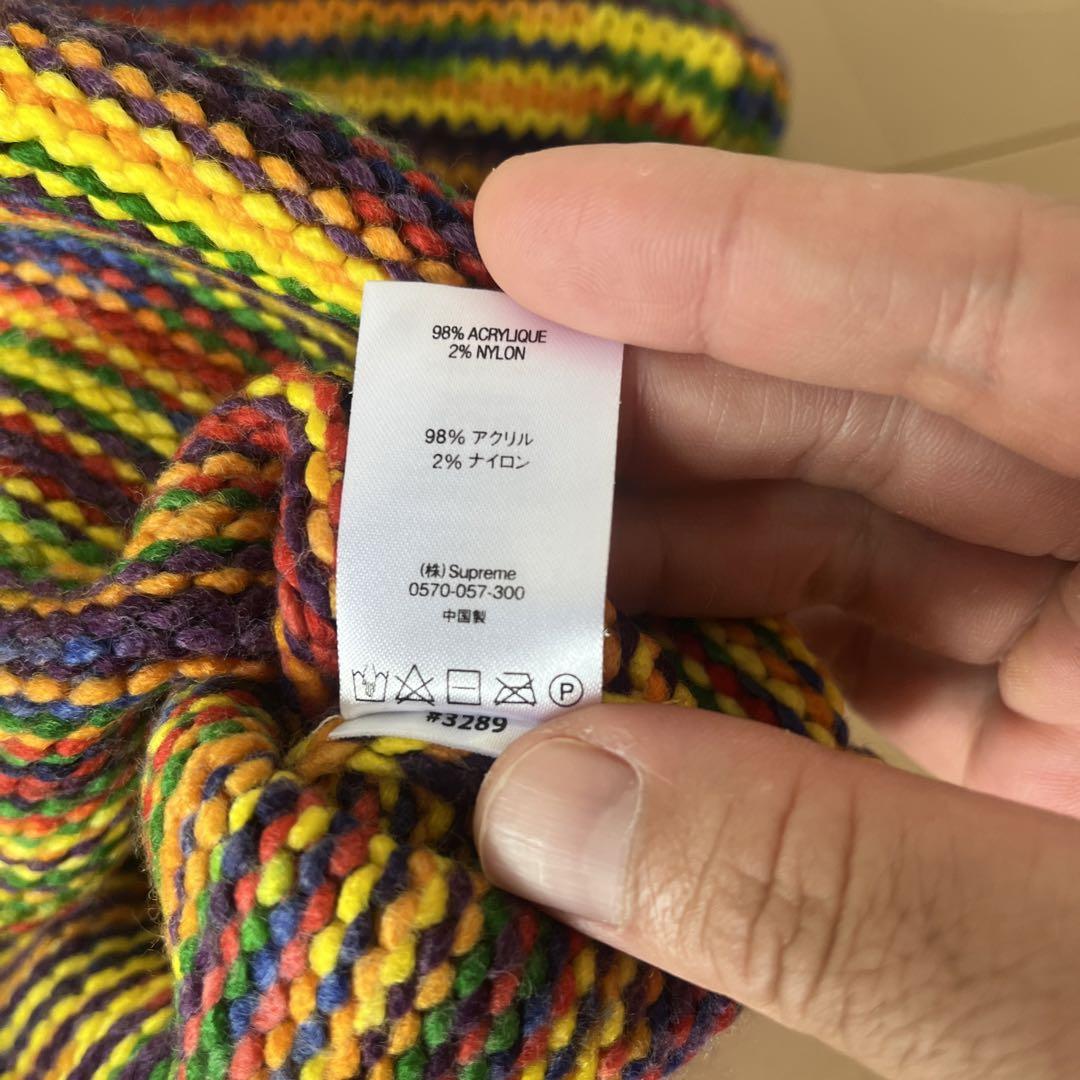 98% ACRYLIQUE
2% NYLON
98% アクリル
2% ナイロン
(株) Supreme
0570-057-300
中国製
P
#3289